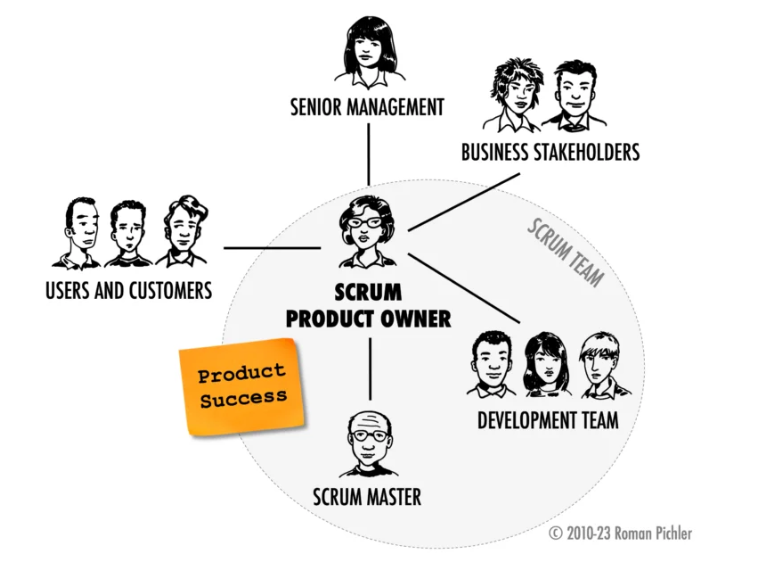 SENIOR MANAGEMENT
BUSINESS STAKEHOLDERS
SCRUM TEAM
USERS AND CUSTOMERS
SCRUM
PRODUCT OWNER
Product
Success
DEVELOPMENT TEAM
SCRUM MASTER
© 2010-23 Roman Pichler